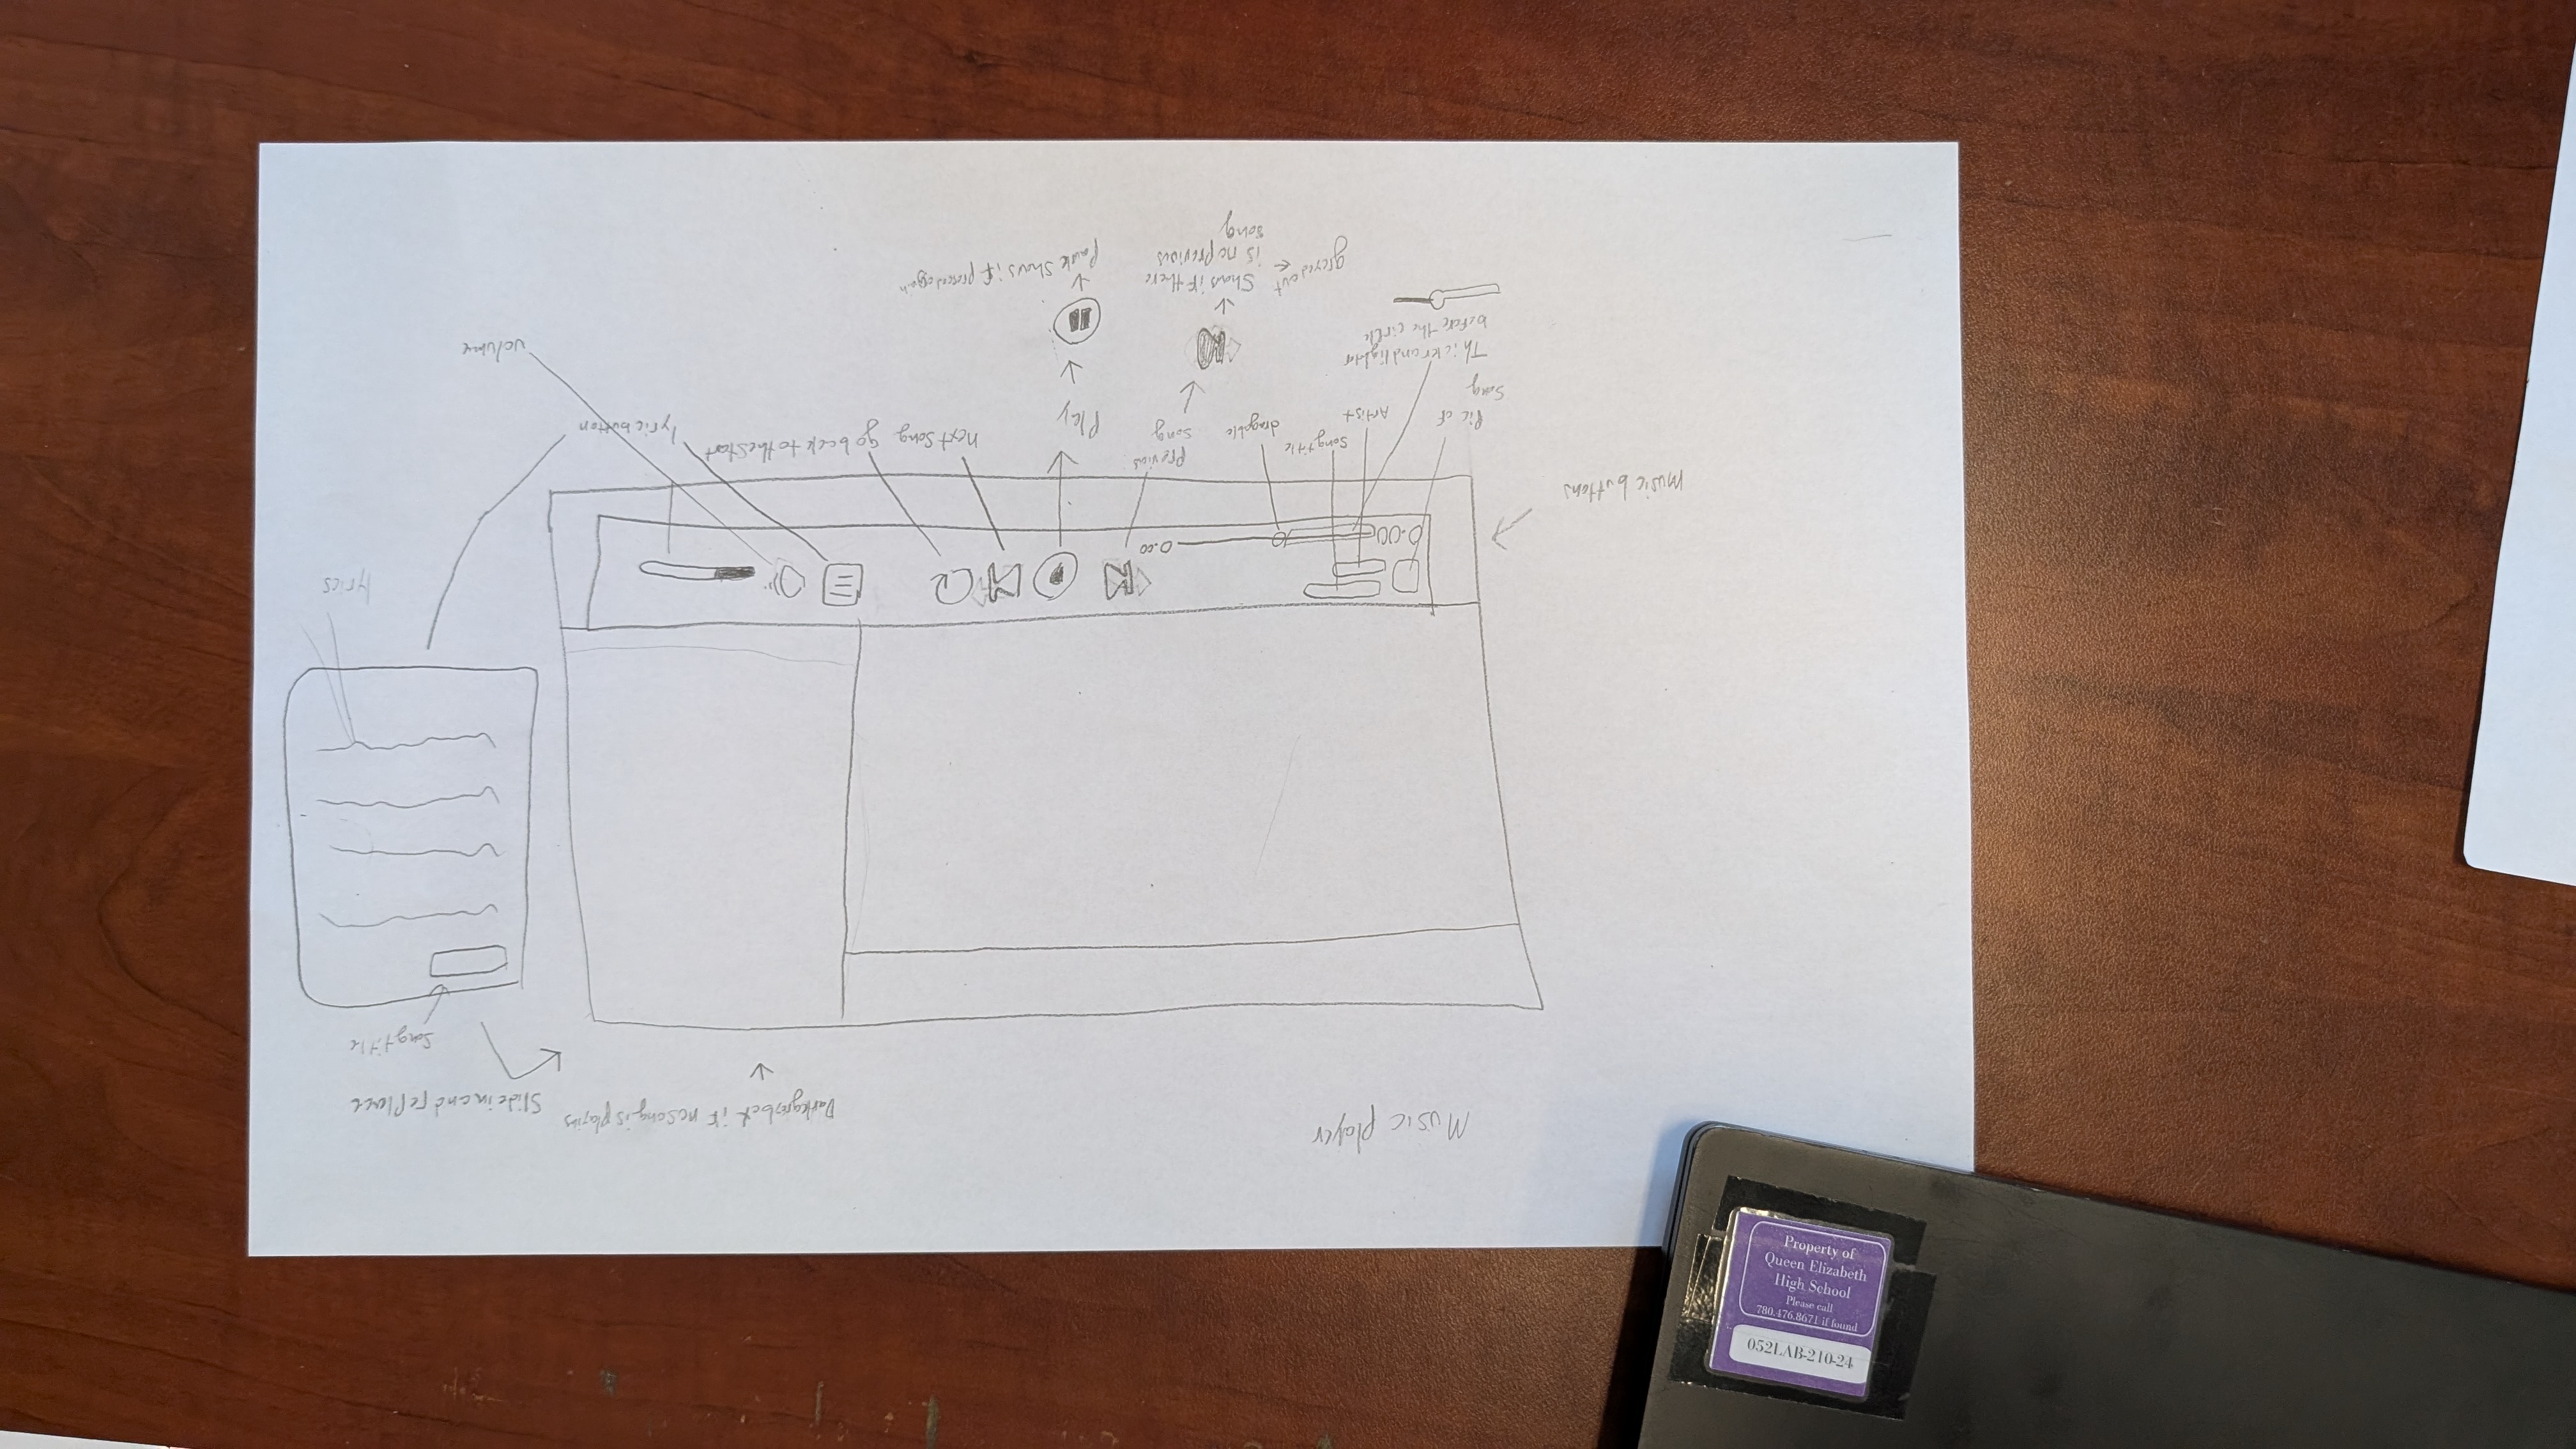 Music player
Dark grey box if no song is playing
Slide in and replace
Song title
lyrics
Music buttons
0:00
0:00
Pic of
song
Song title
Artist
dragable
Thicker and lighter
before the circle
Previous
song
Shows if there
is no previous
song
greyed out
Play
Pause shows if pressed again
next song
go back to the start
lyric button
volume
Property of
Queen Elizabeth
High School
Please call
780.476.8671 if found
052LAB-210-24